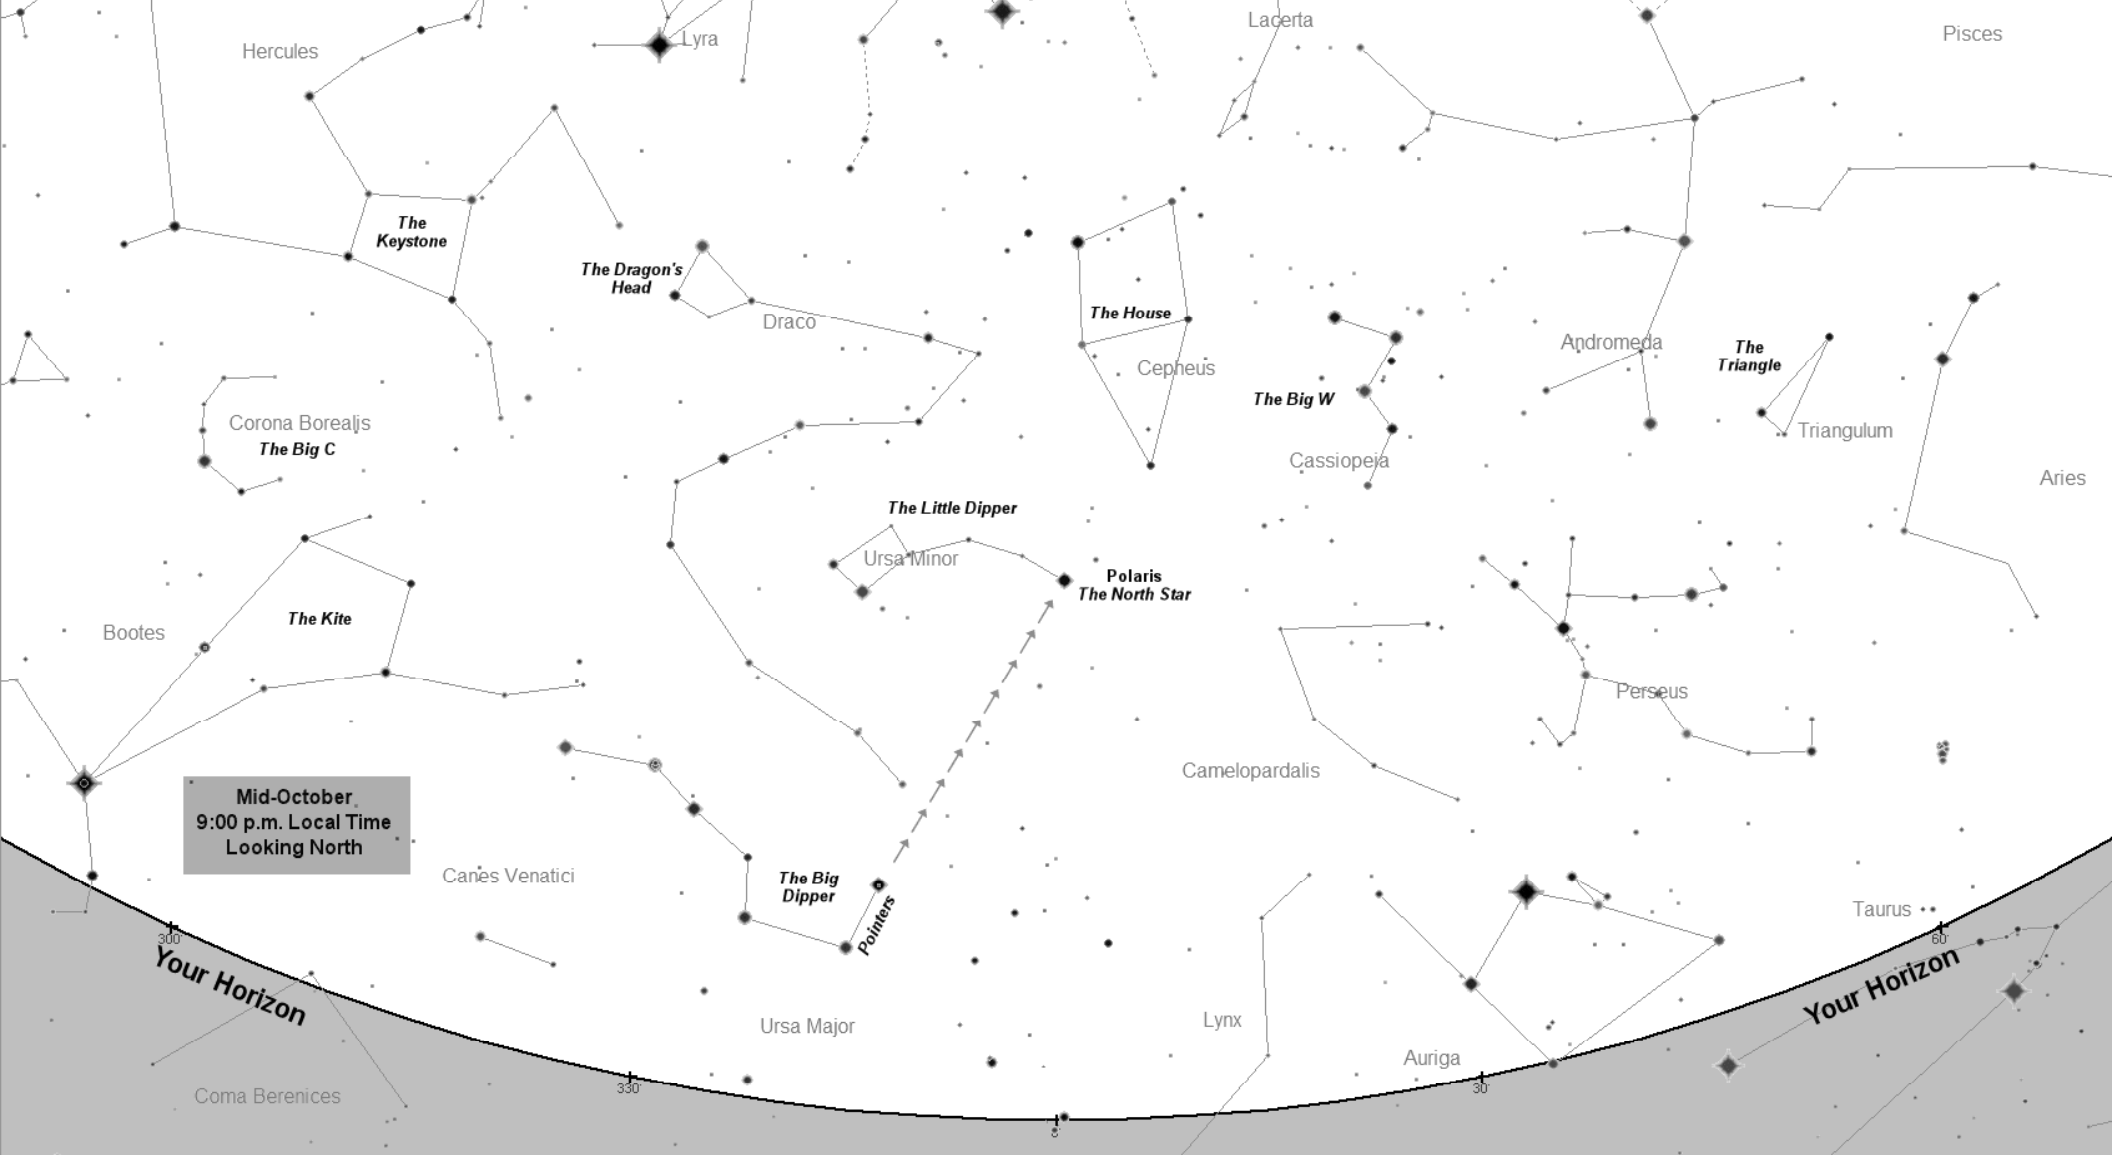 Lacerta
Pisces
Hercules
Lyra
The
Keystone
The Dragon's
Head
Draco
The House
Cepheus
Andromeda
The
Triangle
Triangulum
The Big W
Cassiopeia
Aries
Corona Borealis
The Big C
The Little Dipper
Ursa Minor
Polaris
The North Star
The Kite
Bootes
Perseus
Camelopardalis
Mid-October
9:00 p.m. Local Time
Looking North
Canes Venatici
The Big
Dipper
Pointers
Taurus
300°
60°
Your Horizon
Your Horizon
Ursa Major
Lynx
Auriga
330°
30°
Coma Berenices
0°